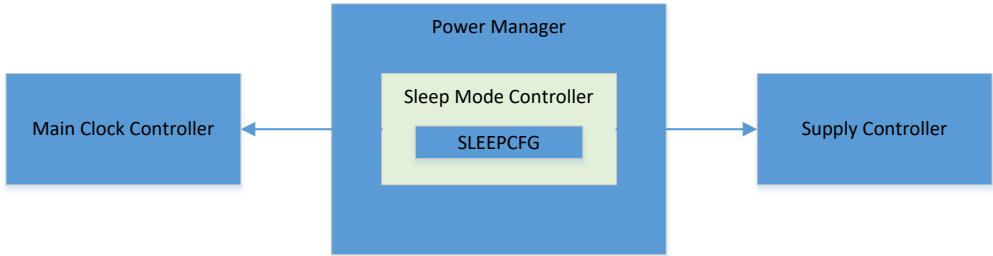 Power Manager
Sleep Mode Controller
Main Clock Controller
SLEEPCFG
Supply Controller